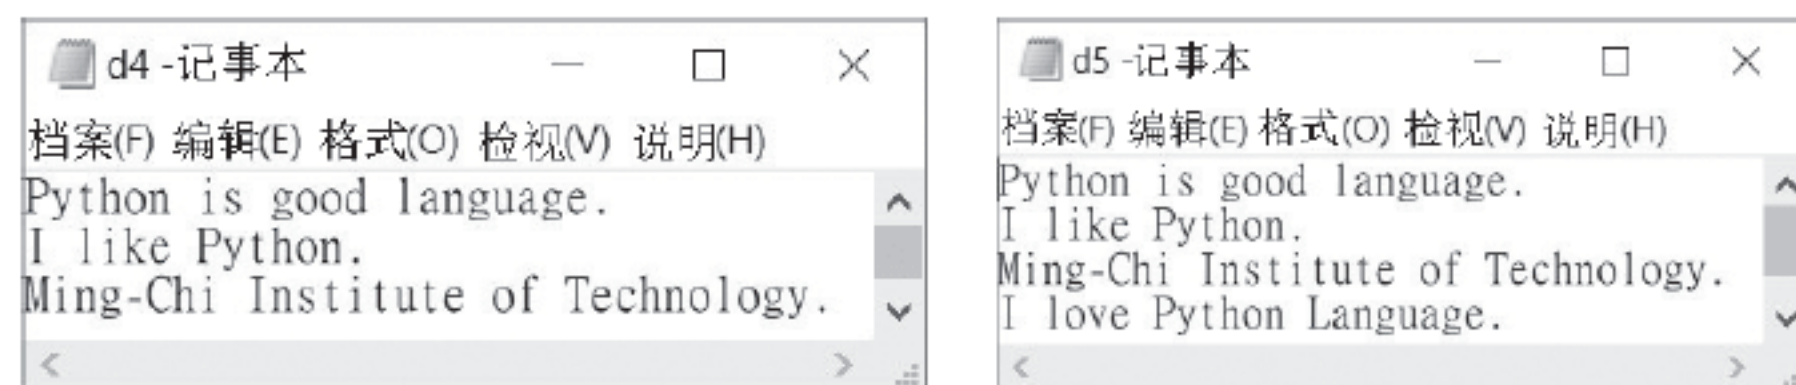 d4 -记事本
档案(F) 编辑(E) 格式(O) 检视(V) 说明(H)
Python is good language.
I like Python.
Ming-Chi Institute of Technology.
d5 -记事本
档案(F) 编辑(E) 格式(O) 检视(V) 说明(H)
Python is good language.
I like Python.
Ming-Chi Institute of Technology.
I love Python Language.